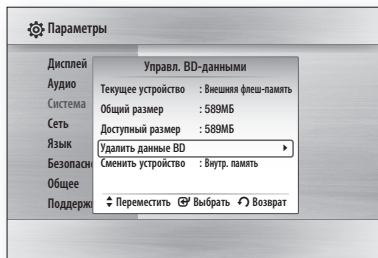 Параметры
Дисплей
Аудио
Система
Сеть
Язык
Безопасн
Общее
Поддерж
Управл. BD-данными
Текущее устройство : Внешняя флеш-память
Общий размер : 589МБ
Доступный размер : 589МБ
Удалить данные BD
Сменить устройство : Внутр. память
Переместить Выбрать Возврат